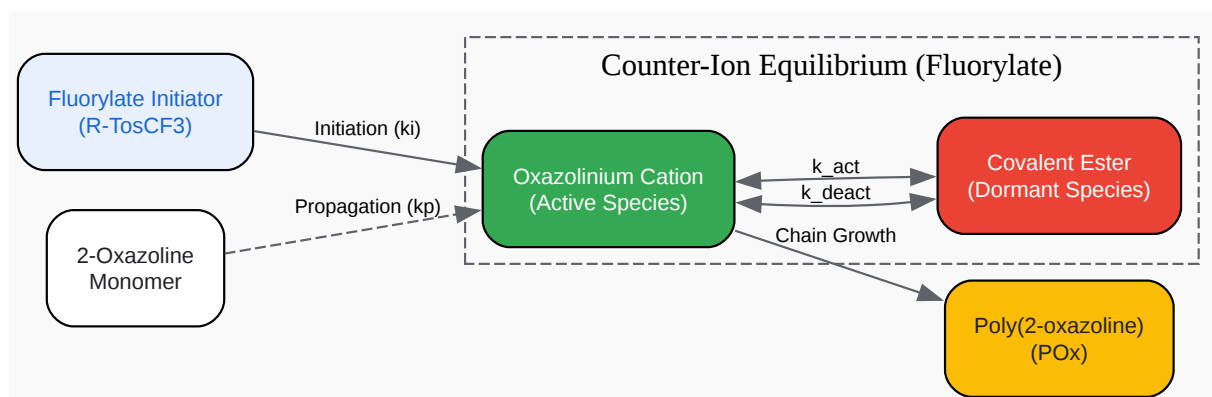 Counter-Ion Equilibrium (Fluorylate)
Fluorylate Initiator
(R-TosCF3)
Initiation (ki)
Oxazolinium Cation
(Active Species)
k_act
k_deact
Covalent Ester
(Dormant Species)
Propagation (kp)
2-Oxazoline
Monomer
Chain Growth
Poly(2-oxazoline)
(POx)